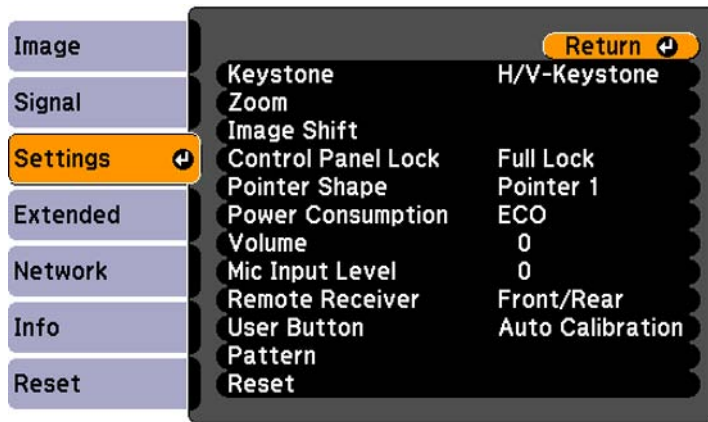 Image
Signal
Settings
Extended
Network
Info
Reset
Return
Keystone H/V-Keystone
Zoom
Image Shift
Control Panel Lock Full Lock
Pointer Shape Pointer 1
Power Consumption ECO
Volume 0
Mic Input Level 0
Remote Receiver Front/Rear
User Button Auto Calibration
Pattern
Reset